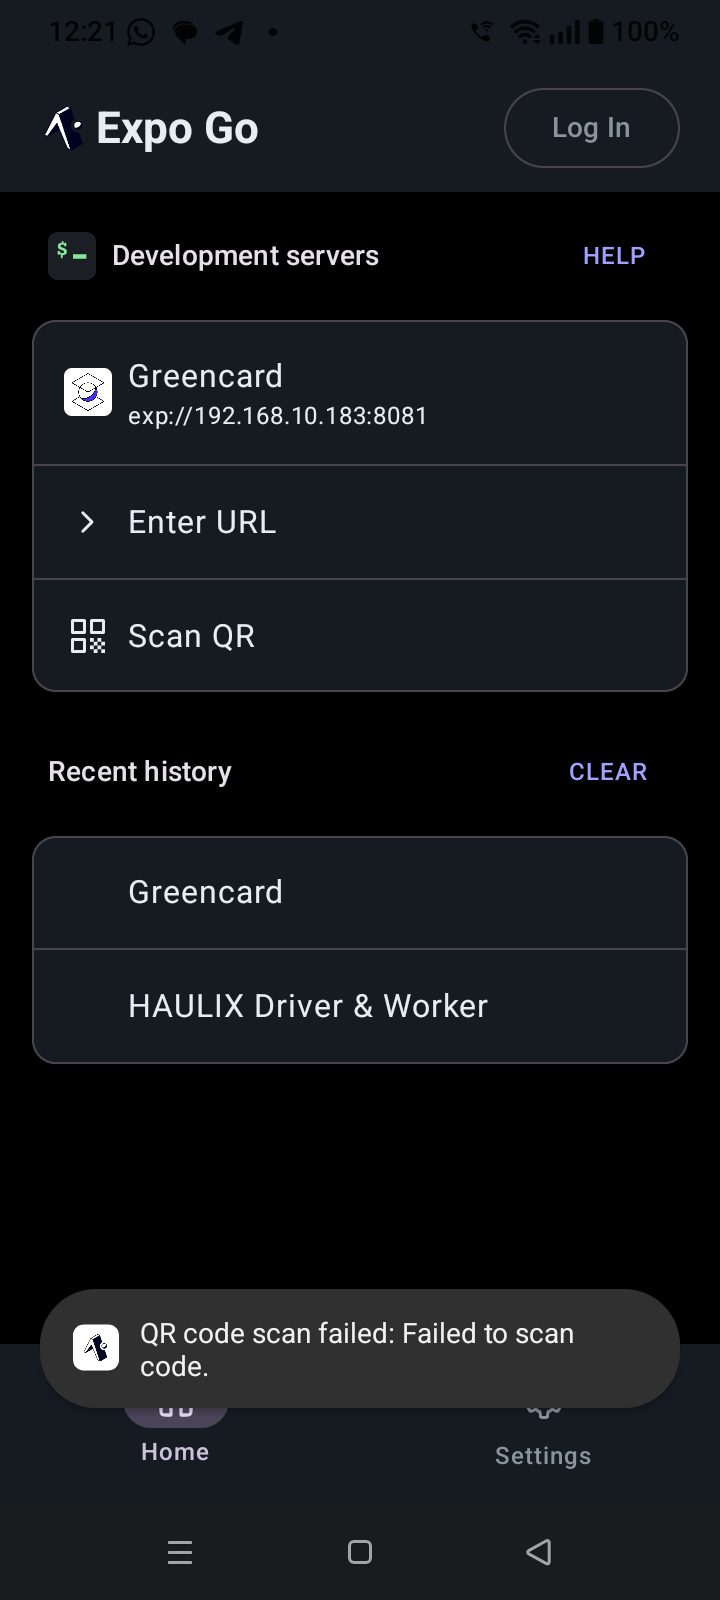 12:21
100%
Expo Go
Log In
$
Development servers
HELP
Greencard
exp://192.168.10.183:8081
Enter URL
Scan QR
Recent history
CLEAR
Greencard
HAULIX Driver & Worker
QR code scan failed: Failed to scan
code.
Home
Settings